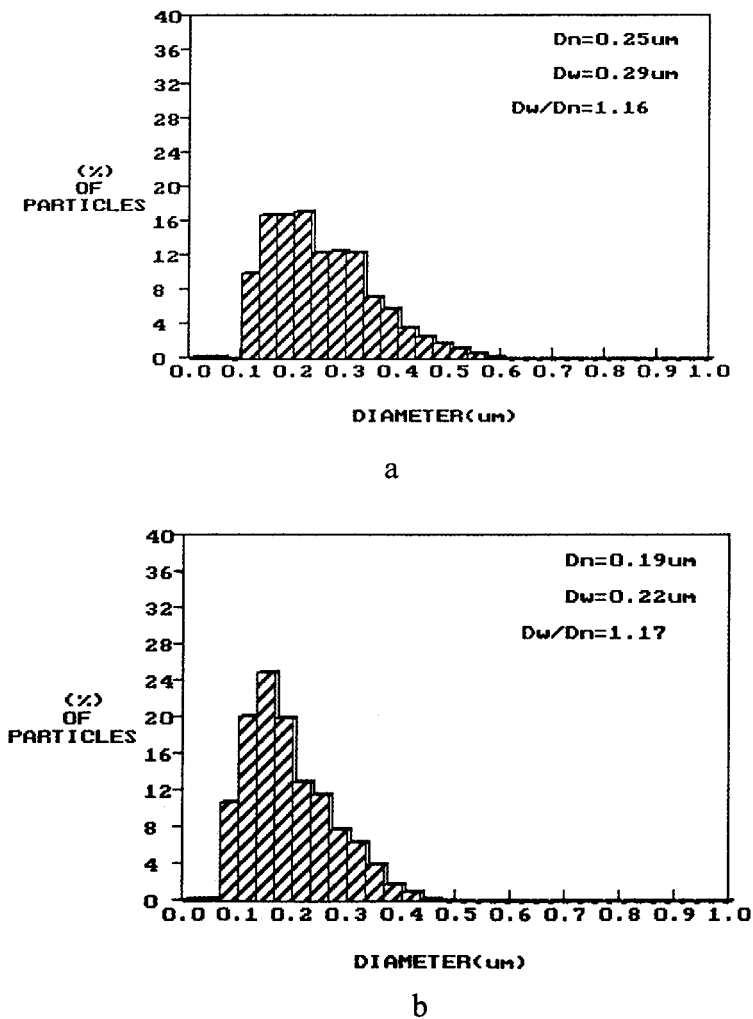 40
36
32
28
24
20
16
12
8
4
0
(%)
OF
PARTICLES
Dn=0.25um
Dw=0.29um
Dw/Dn=1.16
0.0 0.1 0.2 0.3 0.4 0.5 0.6 0.7 0.8 0.9 1.0
DIAMETER(um)
a
40
36
32
28
24
20
16
12
8
4
0
(%)
OF
PARTICLES
Dn=0.19um
Dw=0.22um
Dw/Dn=1.17
0.0 0.1 0.2 0.3 0.4 0.5 0.6 0.7 0.8 0.9 1.0
DIAMETER(um)
b